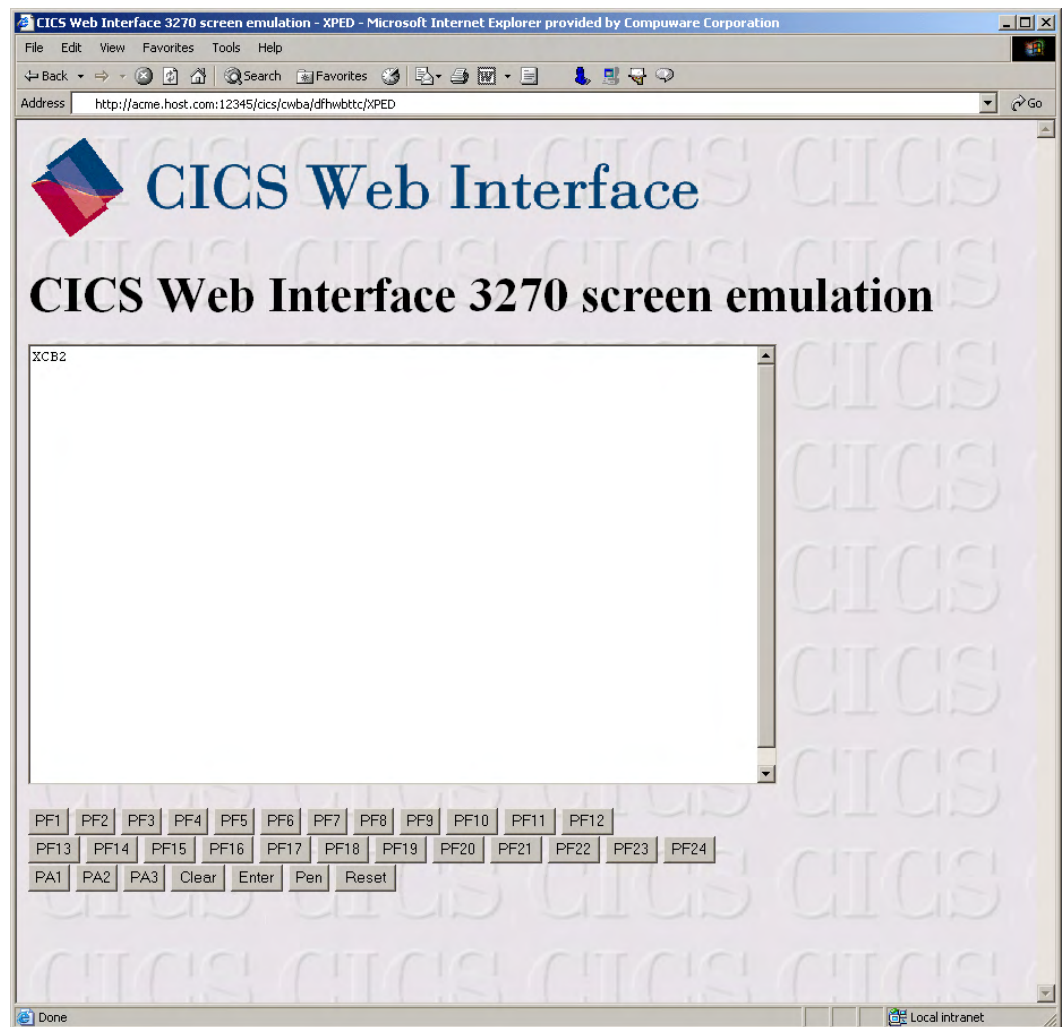 CICS Web Interface 3270 screen emulation - XPED - Microsoft Internet Explorer provided by Compuware Corporation
File Edit View Favorites Tools Help
Back Search Favorites
Address http://acme.host.com:12345/cics/cwba/dfhwbttc/XPED Go
CICS Web Interface
CICS Web Interface 3270 screen emulation
XCB2
PF1 PF2 PF3 PF4 PF5 PF6 PF7 PF8 PF9 PF10 PF11 PF12
PF13 PF14 PF15 PF16 PF17 PF18 PF19 PF20 PF21 PF22 PF23 PF24
PA1 PA2 PA3 Clear Enter Pen Reset
Done Local intranet